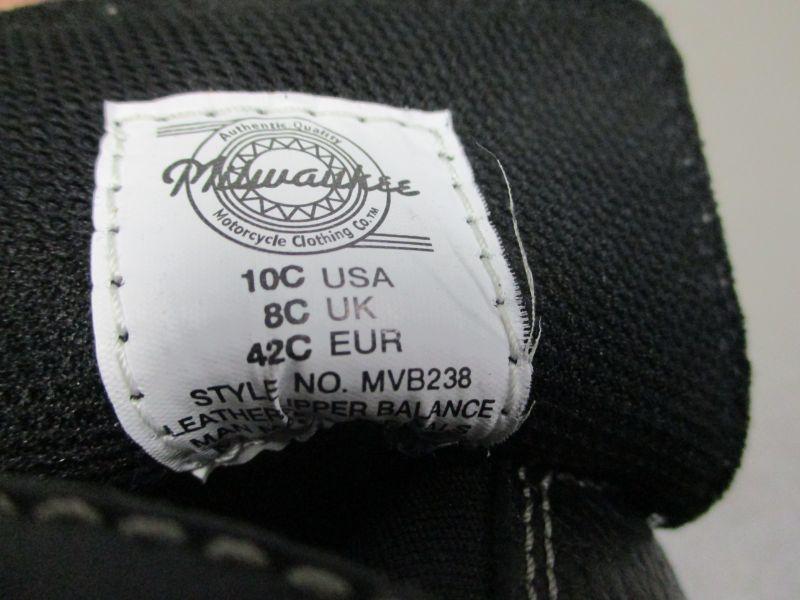 Authentic Quality
Milwaukee
Motorcycle Clothing Co.™
10C USA
8C UK
42C EUR
STYLE NO. MVB238
LEATHER UPPER BALANCE
MAN